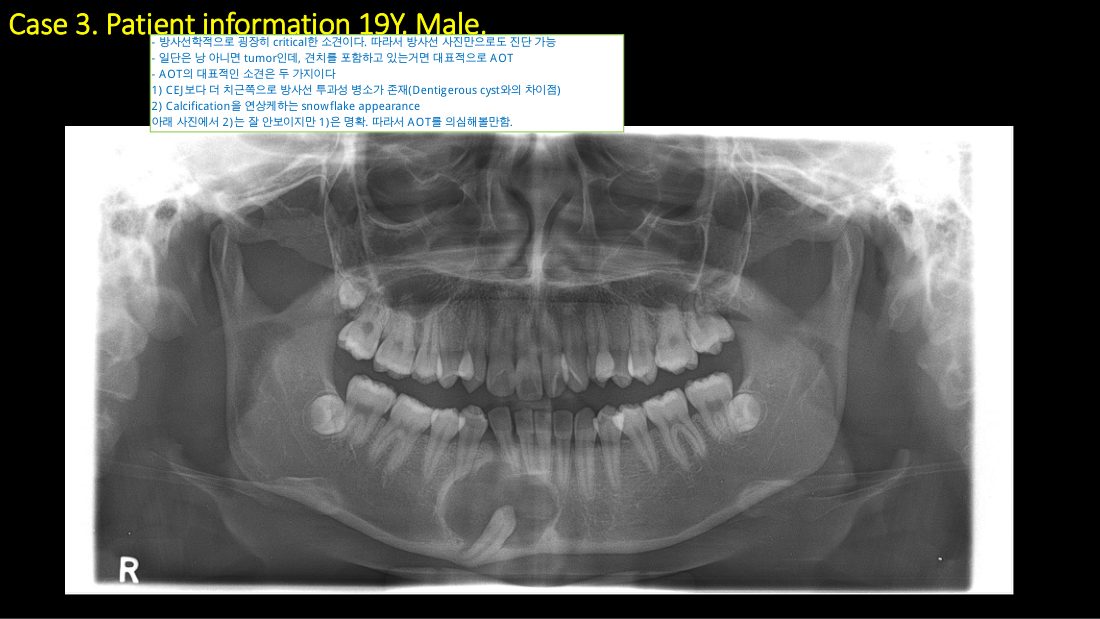 Case 3. Patient information 19Y. Male.
- 방사선학적으로 굉장히 critical한 소견이다. 따라서 방사선 사진만으로도 진단 가능
- 일단은 낭 아니면 tumor인데, 견치를 포함하고 있는거면 대표적으로 AOT
- AOT의 대표적인 소견은 두 가지이다
1) CEJ보다 더 치근쪽으로 방사선 투과성 병소가 존재(Dentigerous cyst와의 차이점)
2) Calcification을 연상케하는 snowflake appearance
아래 사진에서 2)는 잘 안보이지만 1)은 명확. 따라서 AOT를 의심해볼만함.
R